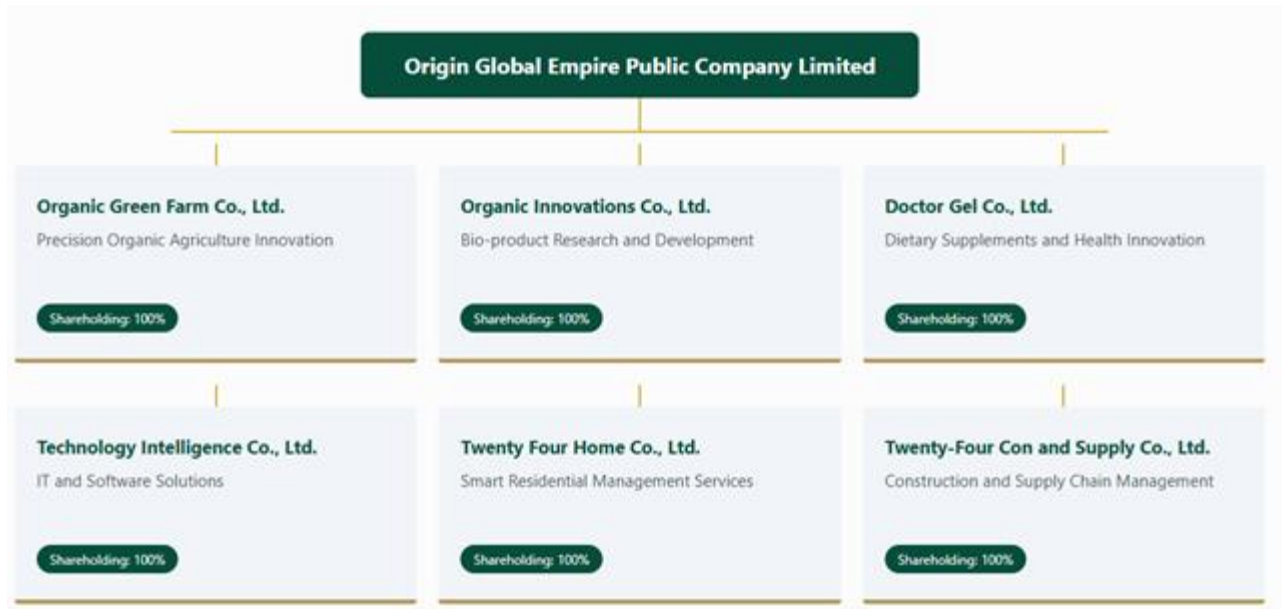 Origin Global Empire Public Company Limited
Organic Green Farm Co., Ltd.
Precision Organic Agriculture Innovation
Shareholding: 100%
Organic Innovations Co., Ltd.
Bio-product Research and Development
Shareholding: 100%
Doctor Gel Co., Ltd.
Dietary Supplements and Health Innovation
Shareholding: 100%
Technology Intelligence Co., Ltd.
IT and Software Solutions
Shareholding: 100%
Twenty Four Home Co., Ltd.
Smart Residential Management Services
Shareholding: 100%
Twenty-Four Con and Supply Co., Ltd.
Construction and Supply Chain Management
Shareholding: 100%